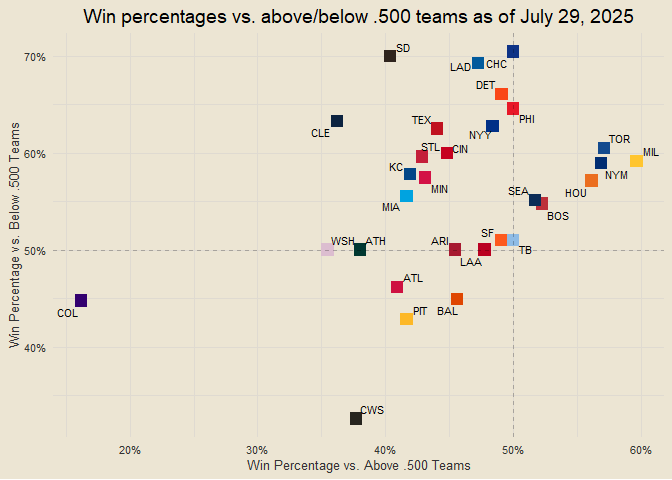 Win percentages vs. above/below .500 teams as of July 29, 2025
Win Percentage vs. Below .500 Teams
70%
60%
50%
40%
SD
LAD
CHC
DET
PHI
TEX
NYY
CLE
STL
CIN
TOR
MIL
KC
MIN
NYM
HOU
MIA
SEA
BOS
WSH
ATH
ARI
SF
LAA
TB
ATL
COL
PIT
BAL
CWS
20%
30%
40%
50%
60%
Win Percentage vs. Above .500 Teams